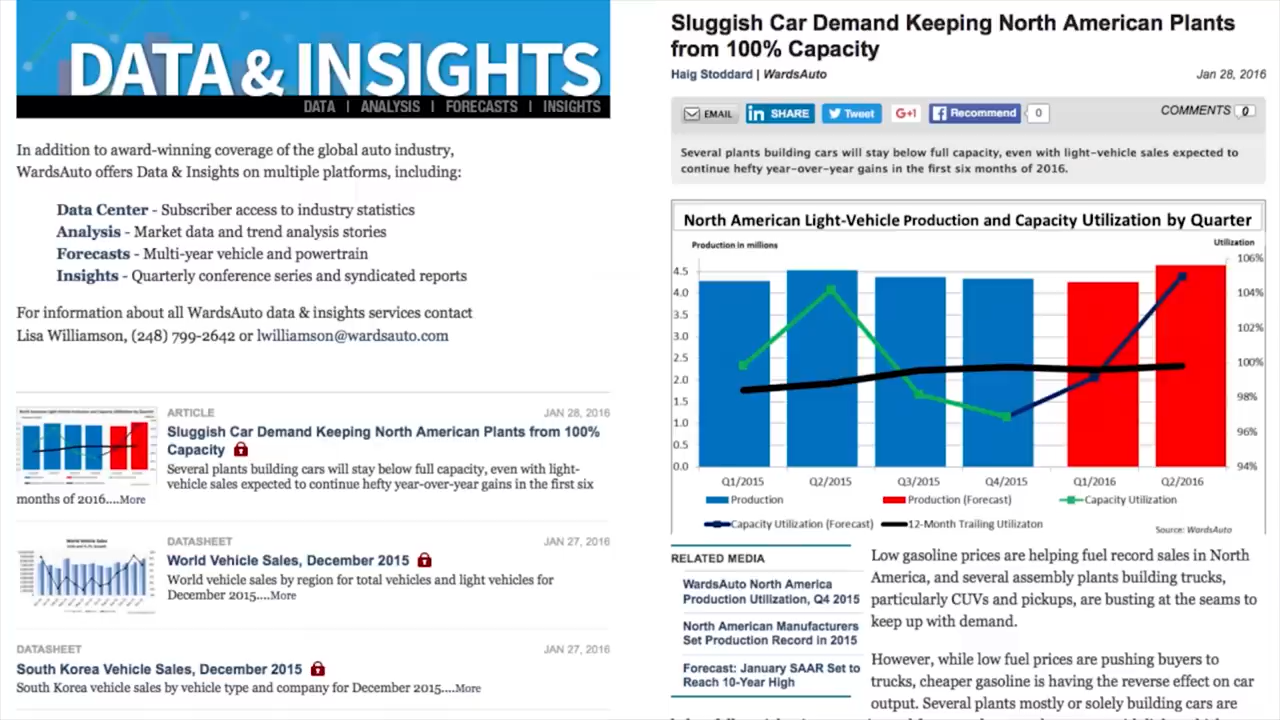 DATA & INSIGHTS
DATA | ANALYSIS | FORECASTS | INSIGHTS
In addition to award-winning coverage of the global auto industry,
WardsAuto offers Data & Insights on multiple platforms, including:
Data Center - Subscriber access to industry statistics
Analysis - Market data and trend analysis stories
Forecasts - Multi-year vehicle and powertrain
Insights - Quarterly conference series and syndicated reports
For information about all WardsAuto data & insights services contact
Lisa Williamson, (248) 799-2642 or lwilliamson@wardsauto.com
ARTICLE JAN 28, 2016
Sluggish Car Demand Keeping North American Plants from 100%
Capacity
Several plants building cars will stay below full capacity, even with light-
vehicle sales expected to continue hefty year-over-year gains in the first six
months of 2016....More
DATASHEET JAN 27, 2016
World Vehicle Sales, December 2015
World vehicle sales by region for total vehicles and light vehicles for
December 2015....More
DATASHEET JAN 27, 2016
South Korea Vehicle Sales, December 2015
South Korea vehicle sales by vehicle type and company for December 2015....More
Sluggish Car Demand Keeping North American Plants
from 100% Capacity
Haig Stoddard | WardsAuto Jan 28, 2016
EMAIL in SHARE Tweet G+1 Recommend 0 COMMENTS 0
Several plants building cars will stay below full capacity, even with light-vehicle sales expected to
continue hefty year-over-year gains in the first six months of 2016.
North American Light-Vehicle Production and Capacity Utilization by Quarter
Production in millions Utilization
4.5 106%
4.0 104%
3.5
3.0 102%
2.5 100%
2.0
1.5 98%
1.0 96%
0.5
0.0 94%
Q1/2015 Q2/2015 Q3/2015 Q4/2015 Q1/2016 Q2/2016
Production Production (Forecast) Capacity Utilization
Capacity Utilization (Forecast) 12-Month Trailing Utilizaton
Source: WardsAuto
RELATED MEDIA
WardsAuto North America
Production Utilization, Q4 2015
North American Manufacturers
Set Production Record in 2015
Forecast: January SAAR Set to
Reach 10-Year High
Low gasoline prices are helping fuel record sales in North
America, and several assembly plants building trucks,
particularly CUVs and pickups, are busting at the seams to
keep up with demand.
However, while low fuel prices are pushing buyers to
trucks, cheaper gasoline is having the reverse effect on car
output. Several plants mostly or solely building cars are